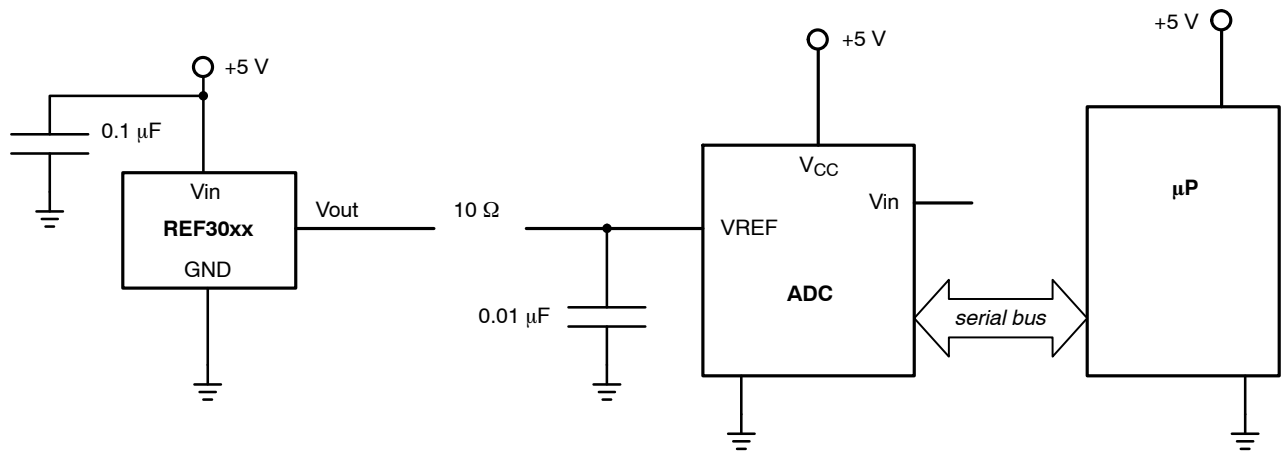 +5 V
+5 V
+5 V
0.1 μF
Vin
REF30xx
GND
Vout
10 Ω
0.01 μF
VCC
Vin
VREF
ADC
serial bus
μP